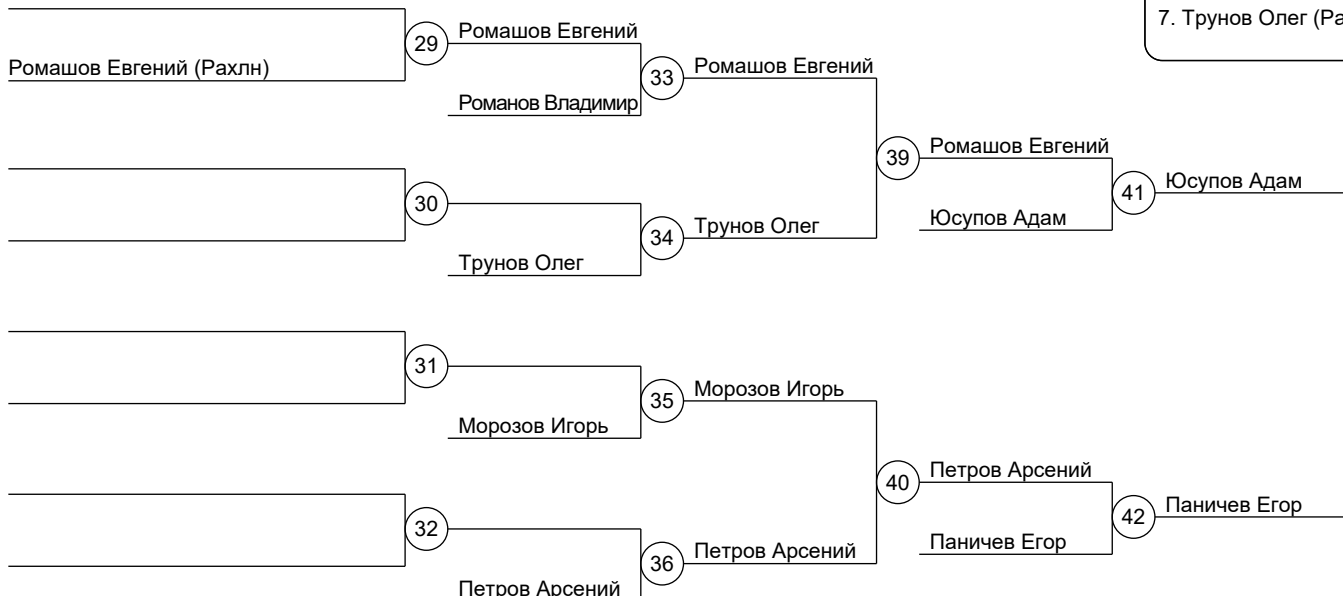 7. Трунов Олег (Ра
29
Ромашов Евгений
Ромашов Евгений (Рахлн)
33
Ромашов Евгений
Романов Владимир
39
Ромашов Евгений
41
Юсупов Адам
30
Юсупов Адам
34
Трунов Олег
Трунов Олег
31
35
Морозов Игорь
Морозов Игорь
40
Петров Арсений
42
Паничев Егор
32
Паничев Егор
36
Петров Арсений
Петров Арсений